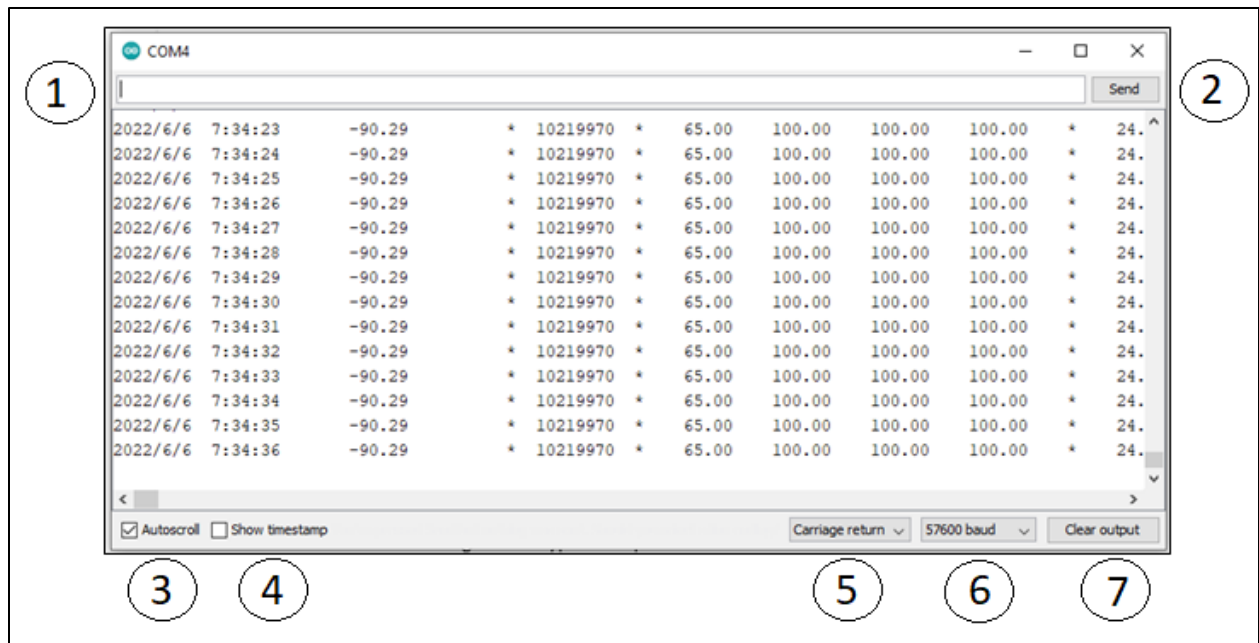 COM4
1
Send
2
2022/6/6 7:34:23 -90.29 * 10219970 * 65.00 100.00 100.00 100.00 * 24.
2022/6/6 7:34:24 -90.29 * 10219970 * 65.00 100.00 100.00 100.00 * 24.
2022/6/6 7:34:25 -90.29 * 10219970 * 65.00 100.00 100.00 100.00 * 24.
2022/6/6 7:34:26 -90.29 * 10219970 * 65.00 100.00 100.00 100.00 * 24.
2022/6/6 7:34:27 -90.29 * 10219970 * 65.00 100.00 100.00 100.00 * 24.
2022/6/6 7:34:28 -90.29 * 10219970 * 65.00 100.00 100.00 100.00 * 24.
2022/6/6 7:34:29 -90.29 * 10219970 * 65.00 100.00 100.00 100.00 * 24.
2022/6/6 7:34:30 -90.29 * 10219970 * 65.00 100.00 100.00 100.00 * 24.
2022/6/6 7:34:31 -90.29 * 10219970 * 65.00 100.00 100.00 100.00 * 24.
2022/6/6 7:34:32 -90.29 * 10219970 * 65.00 100.00 100.00 100.00 * 24.
2022/6/6 7:34:33 -90.29 * 10219970 * 65.00 100.00 100.00 100.00 * 24.
2022/6/6 7:34:34 -90.29 * 10219970 * 65.00 100.00 100.00 100.00 * 24.
2022/6/6 7:34:35 -90.29 * 10219970 * 65.00 100.00 100.00 100.00 * 24.
2022/6/6 7:34:36 -90.29 * 10219970 * 65.00 100.00 100.00 100.00 * 24.
Autoscroll Show timestamp Carriage return 57600 baud Clear output
3 4 5 6 7